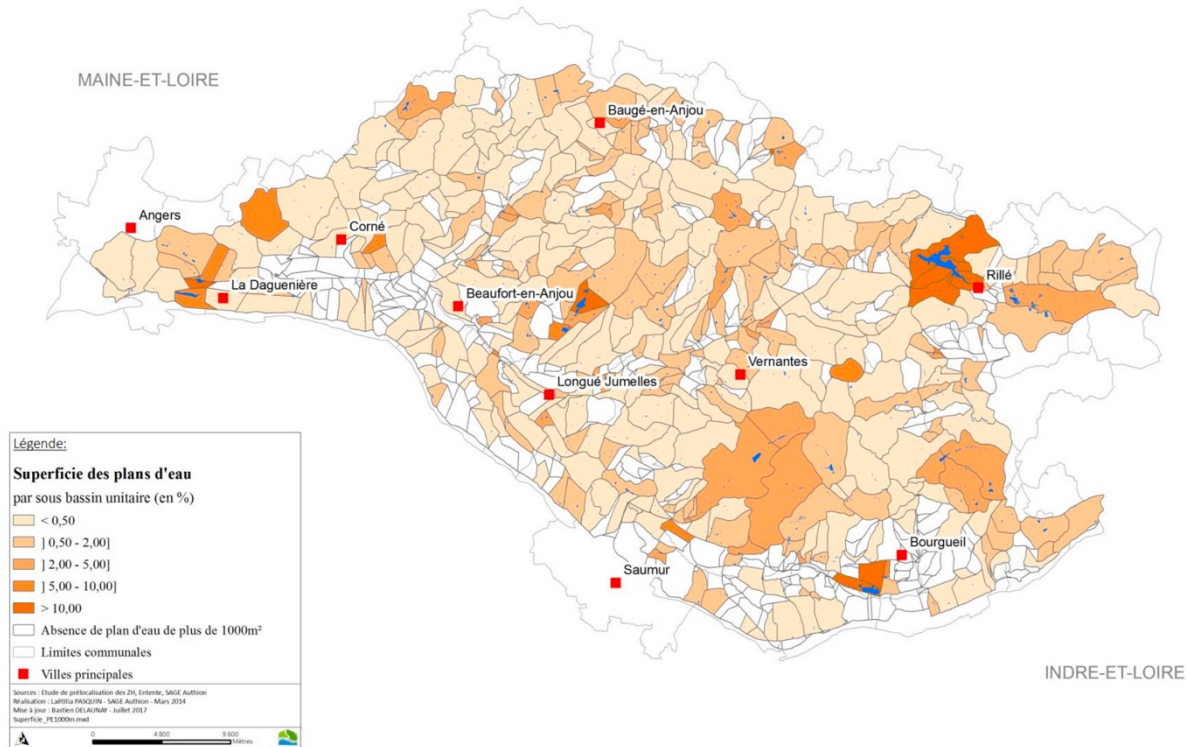 MAINE-ET-LOIRE
Baugé-en-Anjou
Angers
Corné
Rillé
La Daguenière
Beaufort-en-Anjou
Vernantes
Longué Jumelles
Bourgueil
Saumur
INDRE-ET-LOIRE
Légende:
Superficie des plans d'eau
par sous bassin unitaire (en %)
< 0,50
] 0,50 - 2,00]
] 2,00 - 5,00]
] 5,00 - 10,00]
> 10,00
Absence de plan d'eau de plus de 1000m²
Limites communales
Villes principales
Sources : Etude de prélocalisation des ZH, Entente, SAGE Authion
Réalisation : Laëtitia PASQUIN - SAGE Authion - Mars 2014
Mise à jour : Bastien DELAUNAY - Juillet 2017
Superficie_PE1000m.mxd
0 4 800 9 600
Mètres